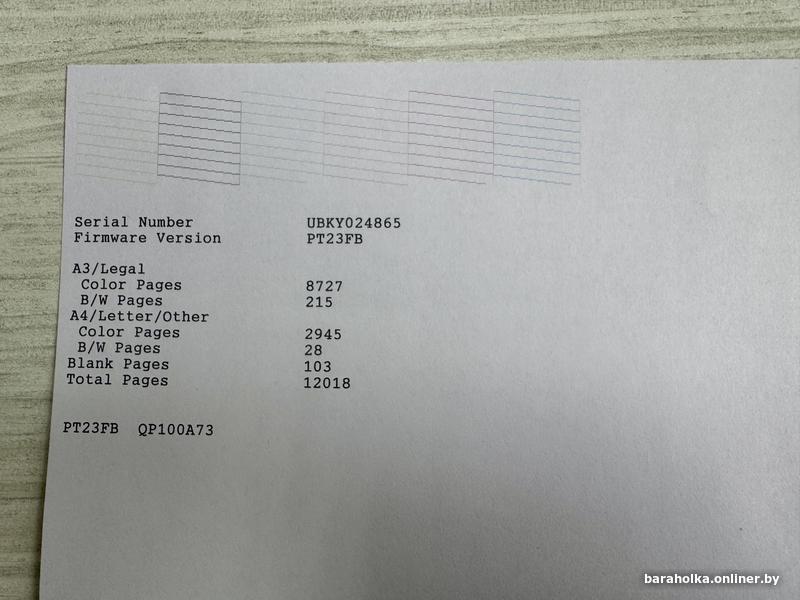 Serial Number UBKY024865
Firmware Version PT23FB
A3/Legal
Color Pages 8727
B/W Pages 215
A4/Letter/Other
Color Pages 2945
B/W Pages 28
Blank Pages 103
Total Pages 12018
PT23FB QP100A73
baraholka.onliner.by